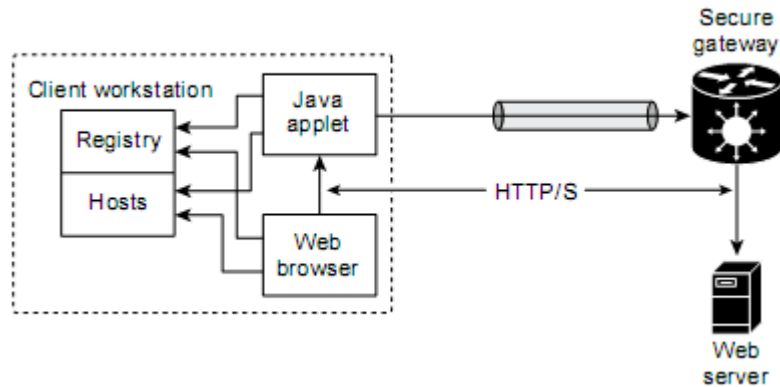 Secure
gateway
Client workstation
Java
applet
Registry
Hosts
HTTP/S
Web
browser
Web
server